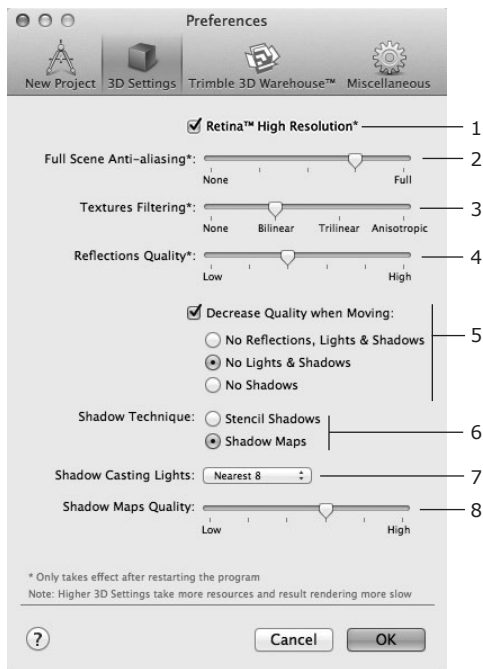 Preferences
New Project 3D Settings Trimble 3D Warehouse™ Miscellaneous
Retina™ High Resolution* 1
Full Scene Anti-aliasing*: 2
None Full
Textures Filtering*: 3
None Bilinear Trilinear Anisotropic
Reflections Quality*: 4
Low High
Decrease Quality when Moving:
No Reflections, Lights & Shadows
5
No Lights & Shadows
No Shadows
Shadow Technique: Stencil Shadows
6
Shadow Maps
Shadow Casting Lights: Nearest 8 7
Shadow Maps Quality: 8
Low High
* Only takes effect after restarting the program
Note: Higher 3D Settings take more resources and result rendering more slow
? Cancel OK